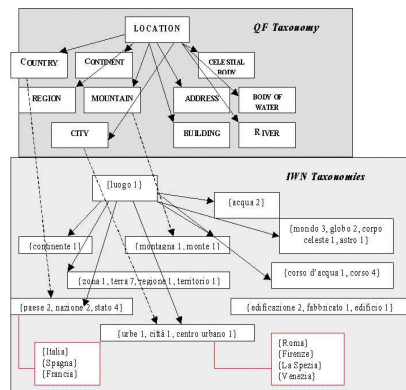 LOCATION
QF Taxonomy
COUNTRY
CONTINENT
CELESTIAL
BODY
REGION
MOUNTAIN
ADDRESS
BODY OF
WATER
CITY
BUILDING
RIVER
IWN Taxonomies
{luogo 1}
{acqua 2}
{mondo 3, globo 2, corpo
celeste 1, astro 1}
{continente 1}
{montagna 1, monte 1}
{corso d'acqua 1, corso 4}
{zona 1, terra 7, regione 1, territorio 1}
{paese 2, nazione 2, stato 4}
{edificazione 2, fabbricato 1, edificio 1}
{urbe 1, città 1, centro urbano 1}
{Italia}
{Spagna}
{Francia}
{Roma}
{Firenze}
{La Spezia}
{Venezia}